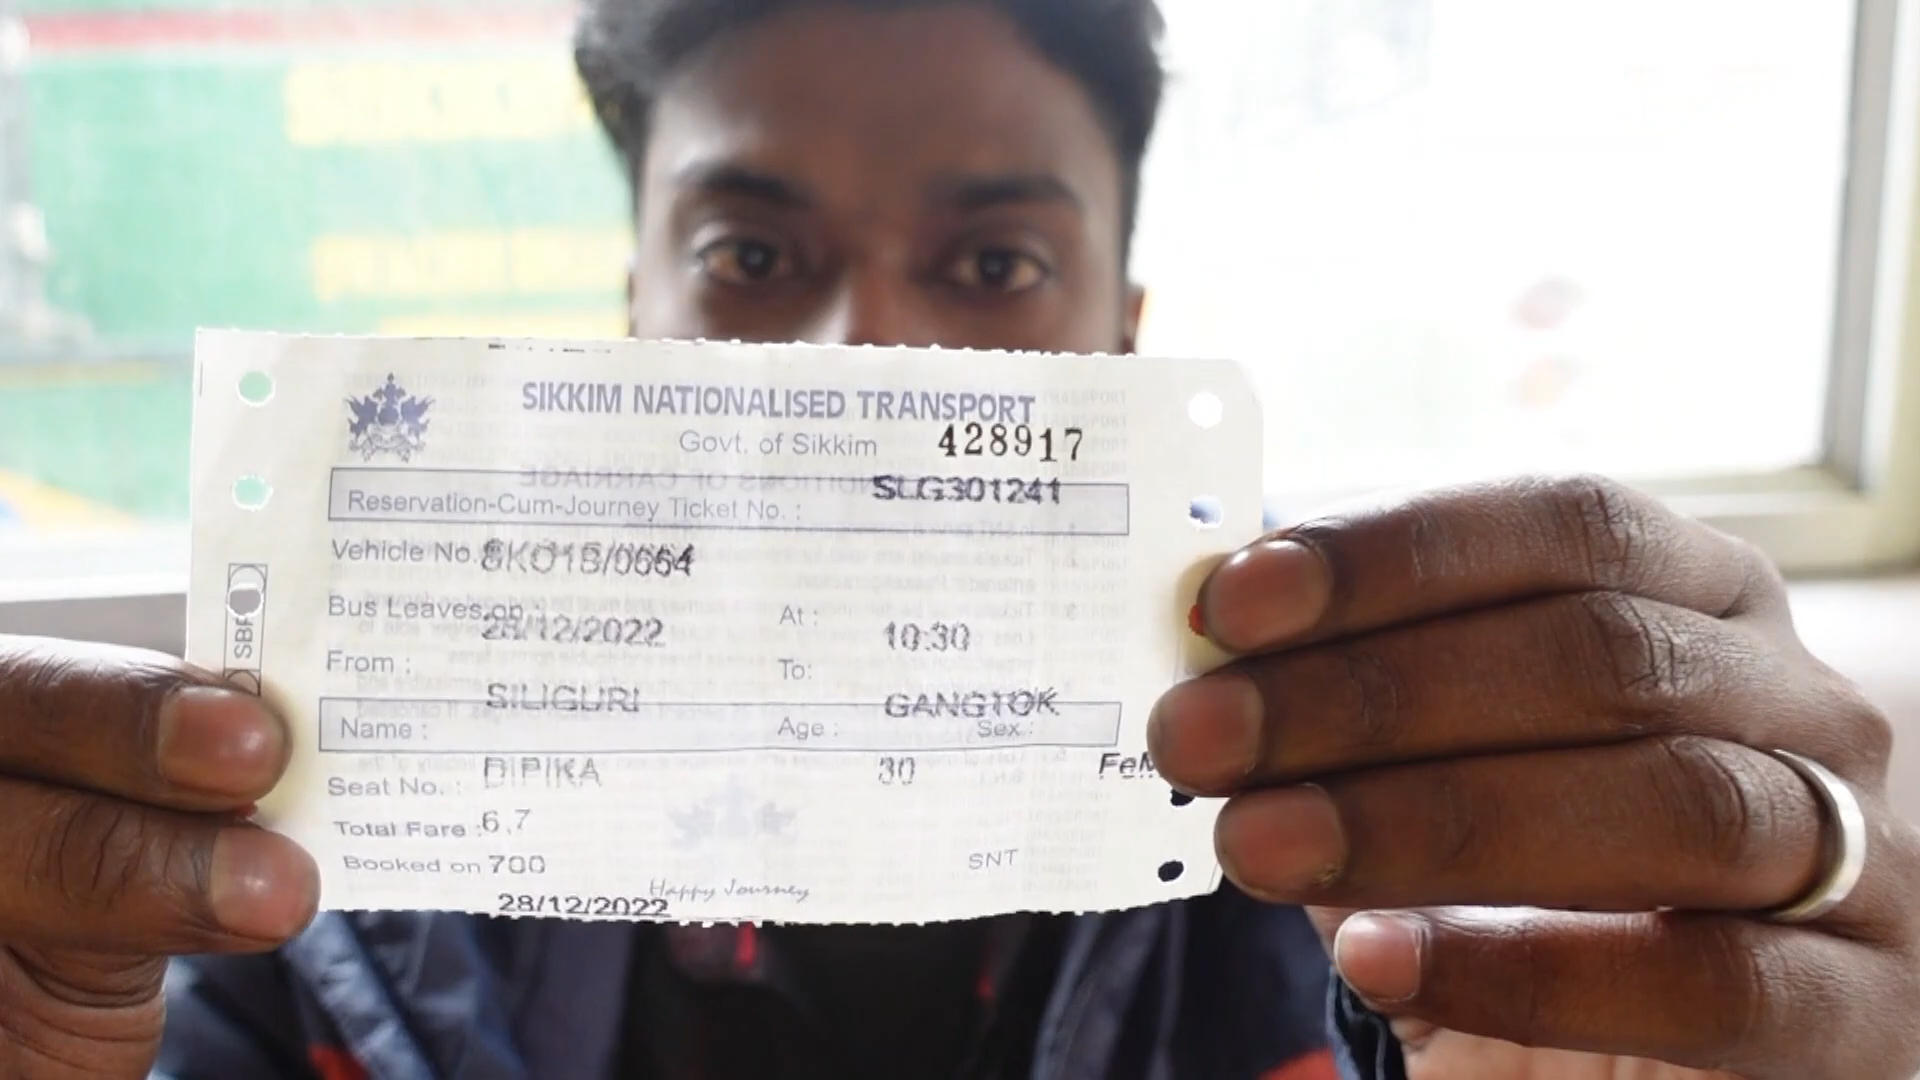 SIKKIM NATIONALISED TRANSPORT
Govt. of Sikkim 428917
Reservation-Cum-Journey Ticket No. : SLG301241
Vehicle No. SK01B/0664
Bus Leaves on : 28/12/2022 At : 10:30
From : SILIGURI To: GANGTOK
Name : DIPIKA Age : 30 Sex : FeM
Seat No. : 6,7
Total Fare : 700
Booked on 28/12/2022
Happy Journey
SNT
SBI